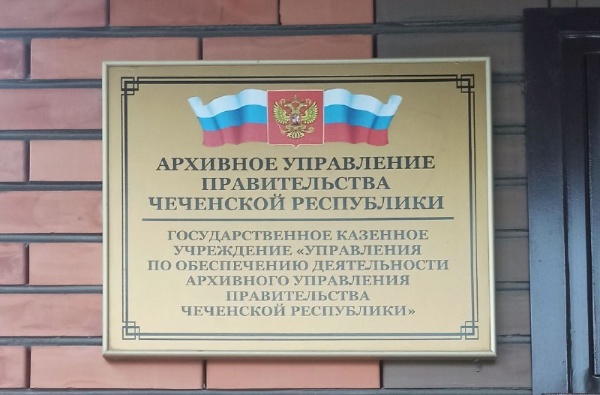 АРХИВНОЕ УПРАВЛЕНИЕ
ПРАВИТЕЛЬСТВА
ЧЕЧЕНСКОЙ РЕСПУБЛИКИ
ГОСУДАРСТВЕННОЕ КАЗЕННОЕ
УЧРЕЖДЕНИЕ «УПРАВЛЕНИЯ
ПО ОБЕСПЕЧЕНИЮ ДЕЯТЕЛЬНОСТИ
АРХИВНОГО УПРАВЛЕНИЯ
ПРАВИТЕЛЬСТВА
ЧЕЧЕНСКОЙ РЕСПУБЛИКИ»